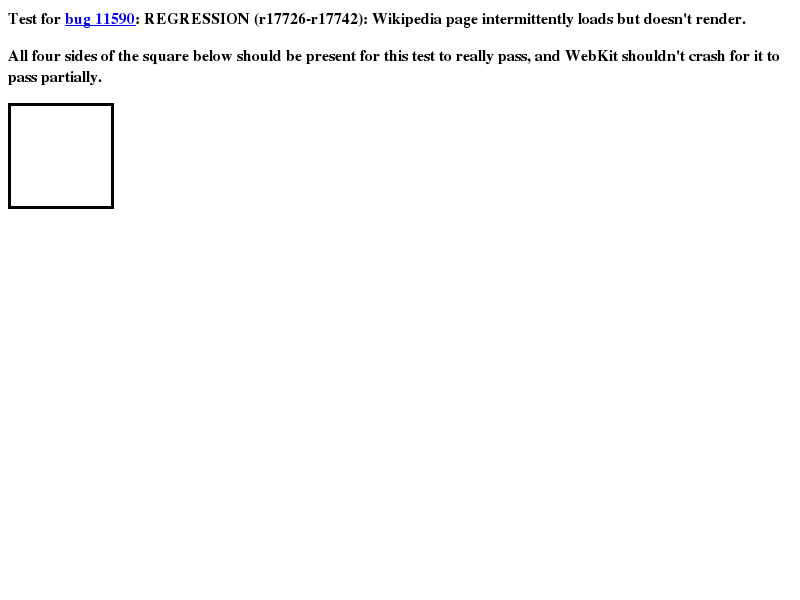 Test for bug 11590: REGRESSION (r17726-r17742): Wikipedia page intermittently loads but doesn't render.
All four sides of the square below should be present for this test to really pass, and WebKit shouldn't crash for it to
pass partially.